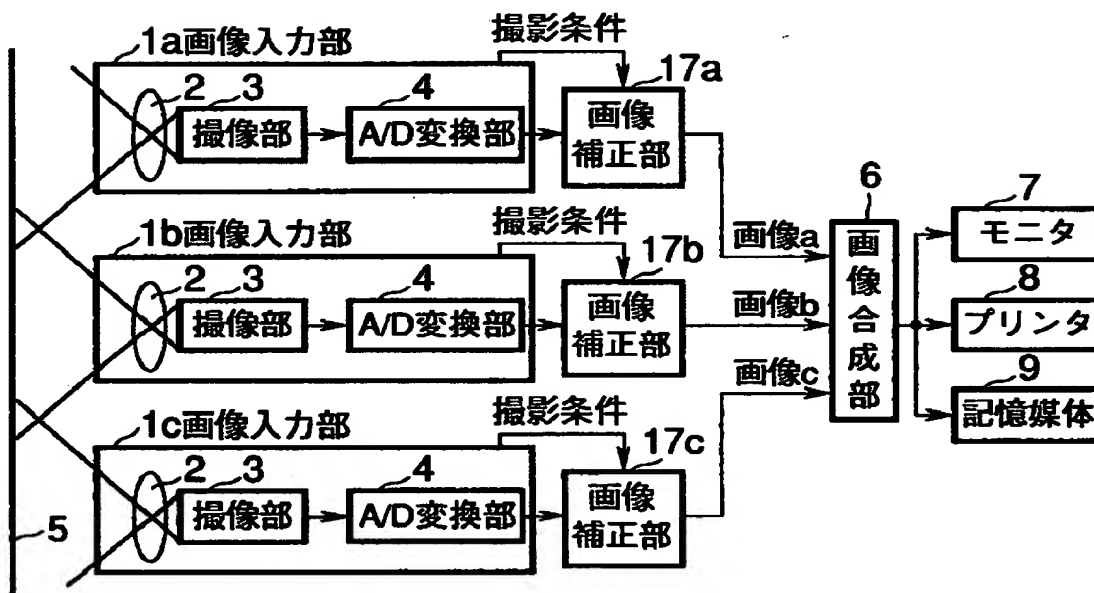 1a画像入力部
撮影条件
2
3
撮像部
4
A/D変換部
17a
画像
補正部
1b画像入力部
撮影条件
2
3
撮像部
4
A/D変換部
17b
画像
補正部
1c画像入力部
撮影条件
2
3
撮像部
4
A/D変換部
17c
画像
補正部
5
画像a
画像b
画像c
6
画像合成部
7
モニタ
8
プリンタ
9
記憶媒体